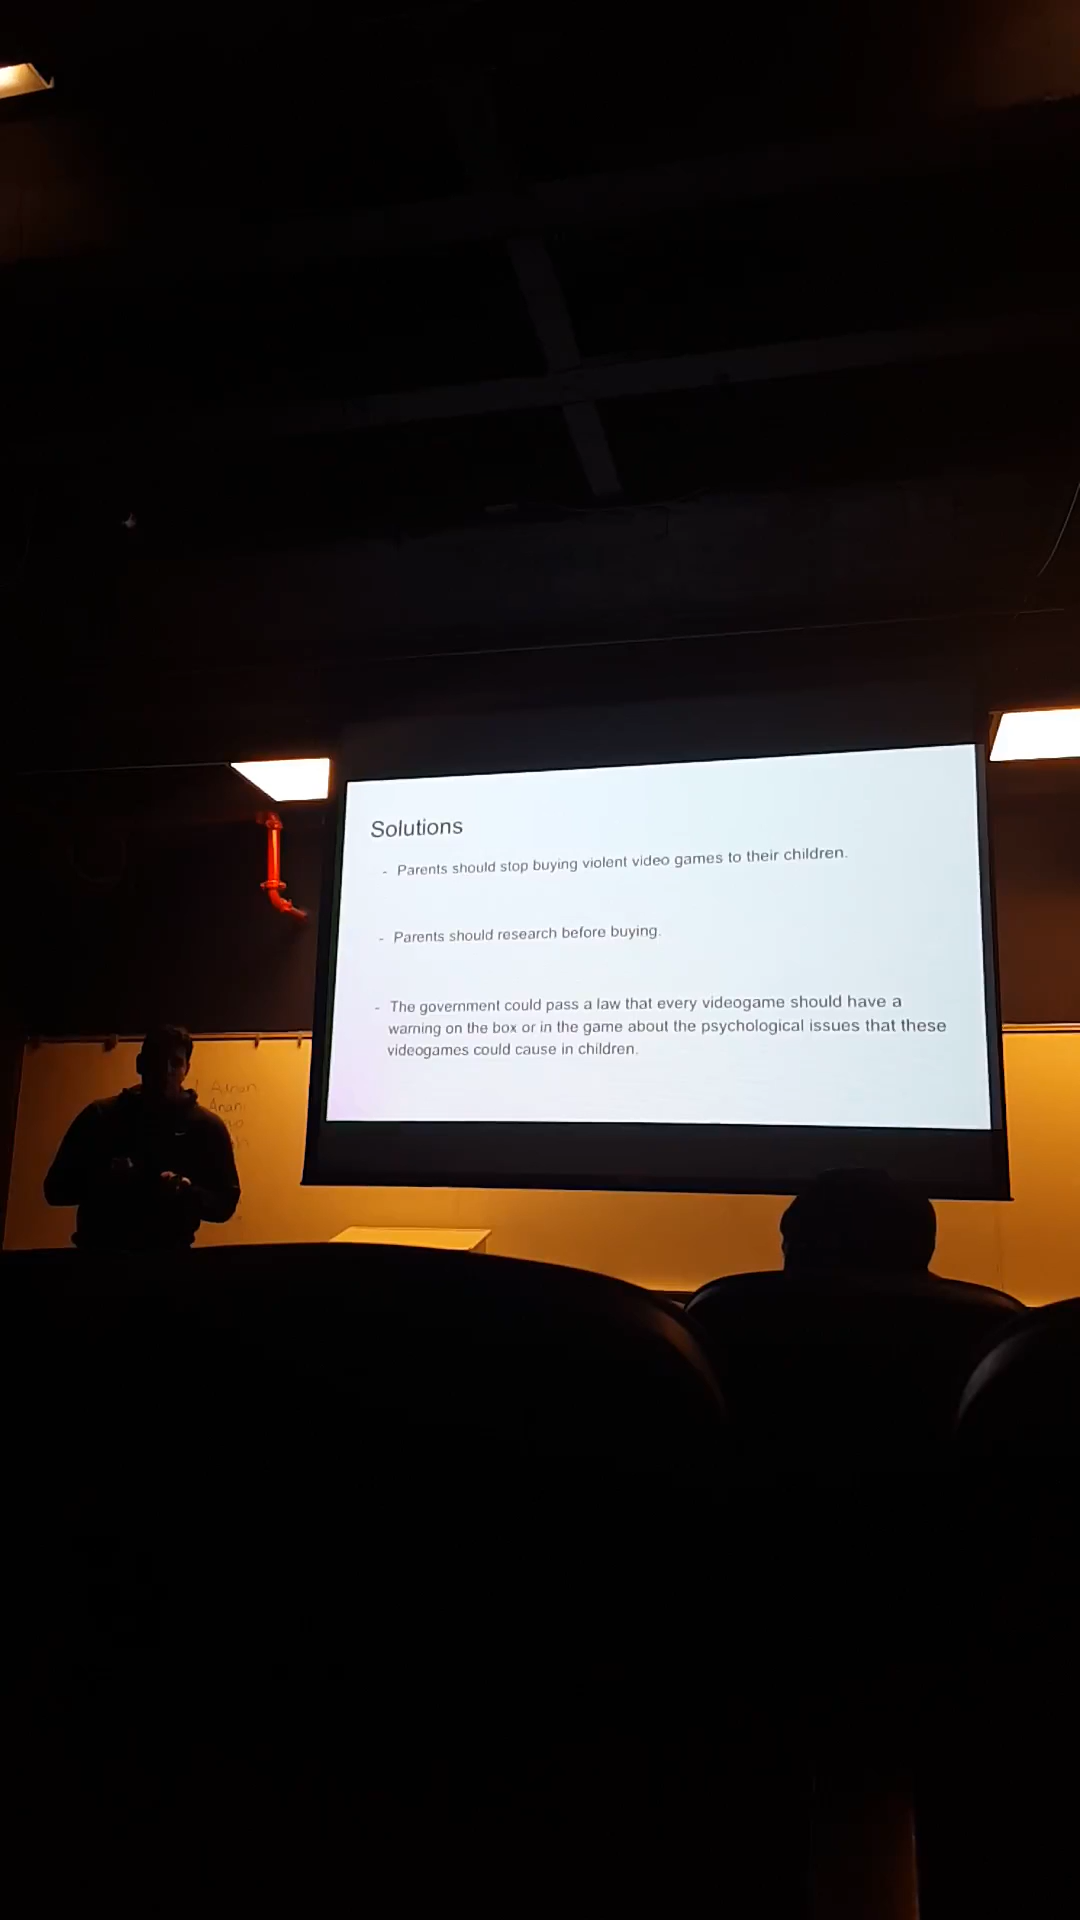 Solutions
- Parents should stop buying violent video games to their children.
- Parents should research before buying.
- The government could pass a law that every videogame should have a
warning on the box or in the game about the psychological issues that these
videogames could cause in children.
Adnan
Anan